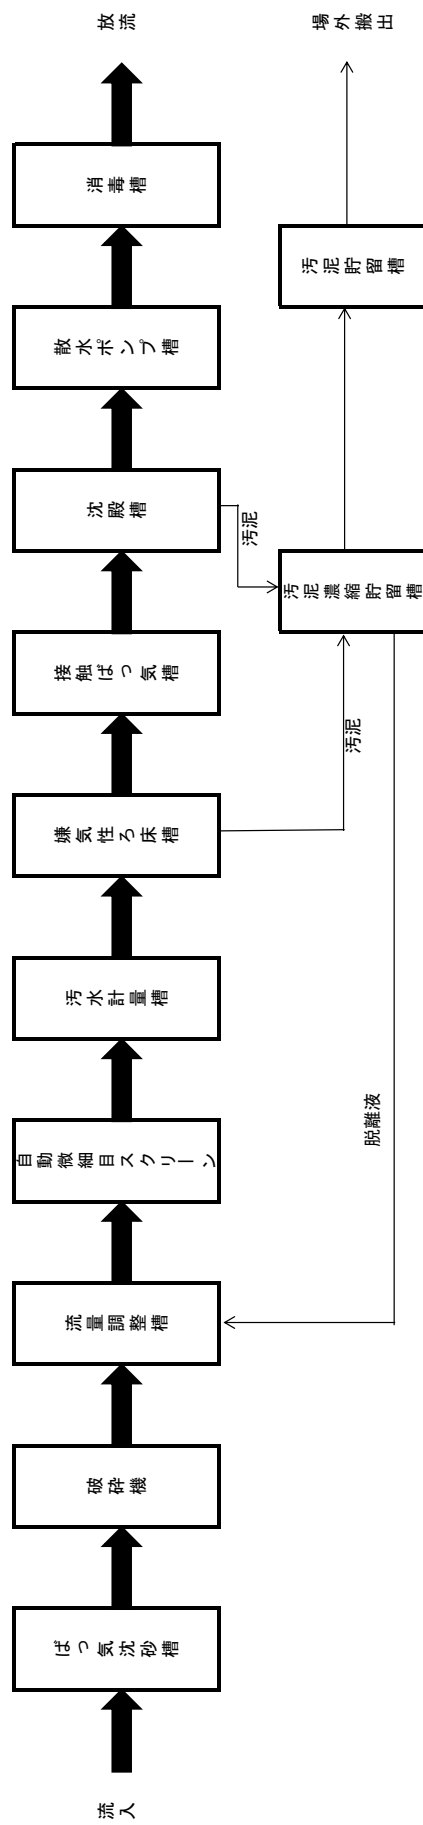 流入
ばっ気沈砂槽
破砕機
流量調整槽
自動微細目スクリーン
汚水計量槽
嫌気性ろ床槽
接触ばっ気槽
沈殿槽
散水ポンプ槽
消毒槽
放流
脱離液
汚泥
汚泥
汚泥濃縮貯留槽
汚泥貯留槽
場外搬出